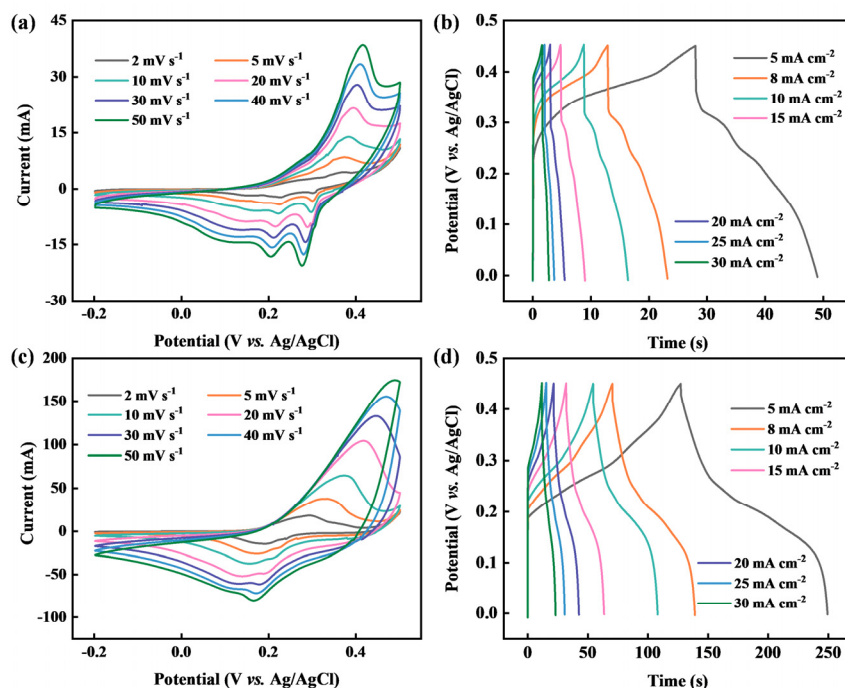 (a)
45
30
15
0
-15
-30
Current (mA)
2 mV s⁻¹ 5 mV s⁻¹
10 mV s⁻¹ 20 mV s⁻¹
30 mV s⁻¹ 40 mV s⁻¹
50 mV s⁻¹
-0.2 0.0 0.2 0.4
Potential (V vs. Ag/AgCl)
(b)
0.5
0.4
0.3
0.2
0.1
0.0
Potential (V vs. Ag/AgCl)
5 mA cm⁻²
8 mA cm⁻²
10 mA cm⁻²
15 mA cm⁻²
20 mA cm⁻²
25 mA cm⁻²
30 mA cm⁻²
0 10 20 30 40 50
Time (s)
(c)
200
150
100
50
0
-50
-100
Current (mA)
2 mV s⁻¹ 5 mV s⁻¹
10 mV s⁻¹ 20 mV s⁻¹
30 mV s⁻¹ 40 mV s⁻¹
50 mV s⁻¹
-0.2 0.0 0.2 0.4
Potential (V vs. Ag/AgCl)
(d)
0.5
0.4
0.3
0.2
0.1
0.0
Potential (V vs. Ag/AgCl)
5 mA cm⁻²
8 mA cm⁻²
10 mA cm⁻²
15 mA cm⁻²
20 mA cm⁻²
25 mA cm⁻²
30 mA cm⁻²
0 50 100 150 200 250
Time (s)